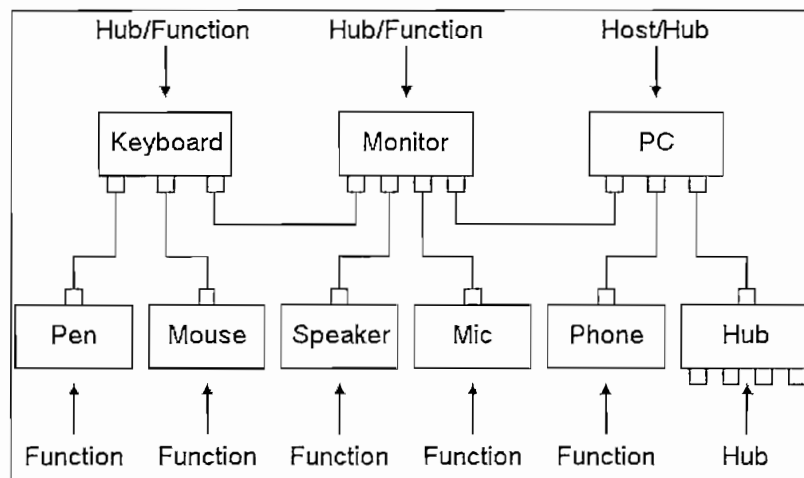 Hub/Function Hub/Function Host/Hub
Keyboard Monitor PC
Pen Mouse Speaker Mic Phone Hub
Function Function Function Function Function Hub